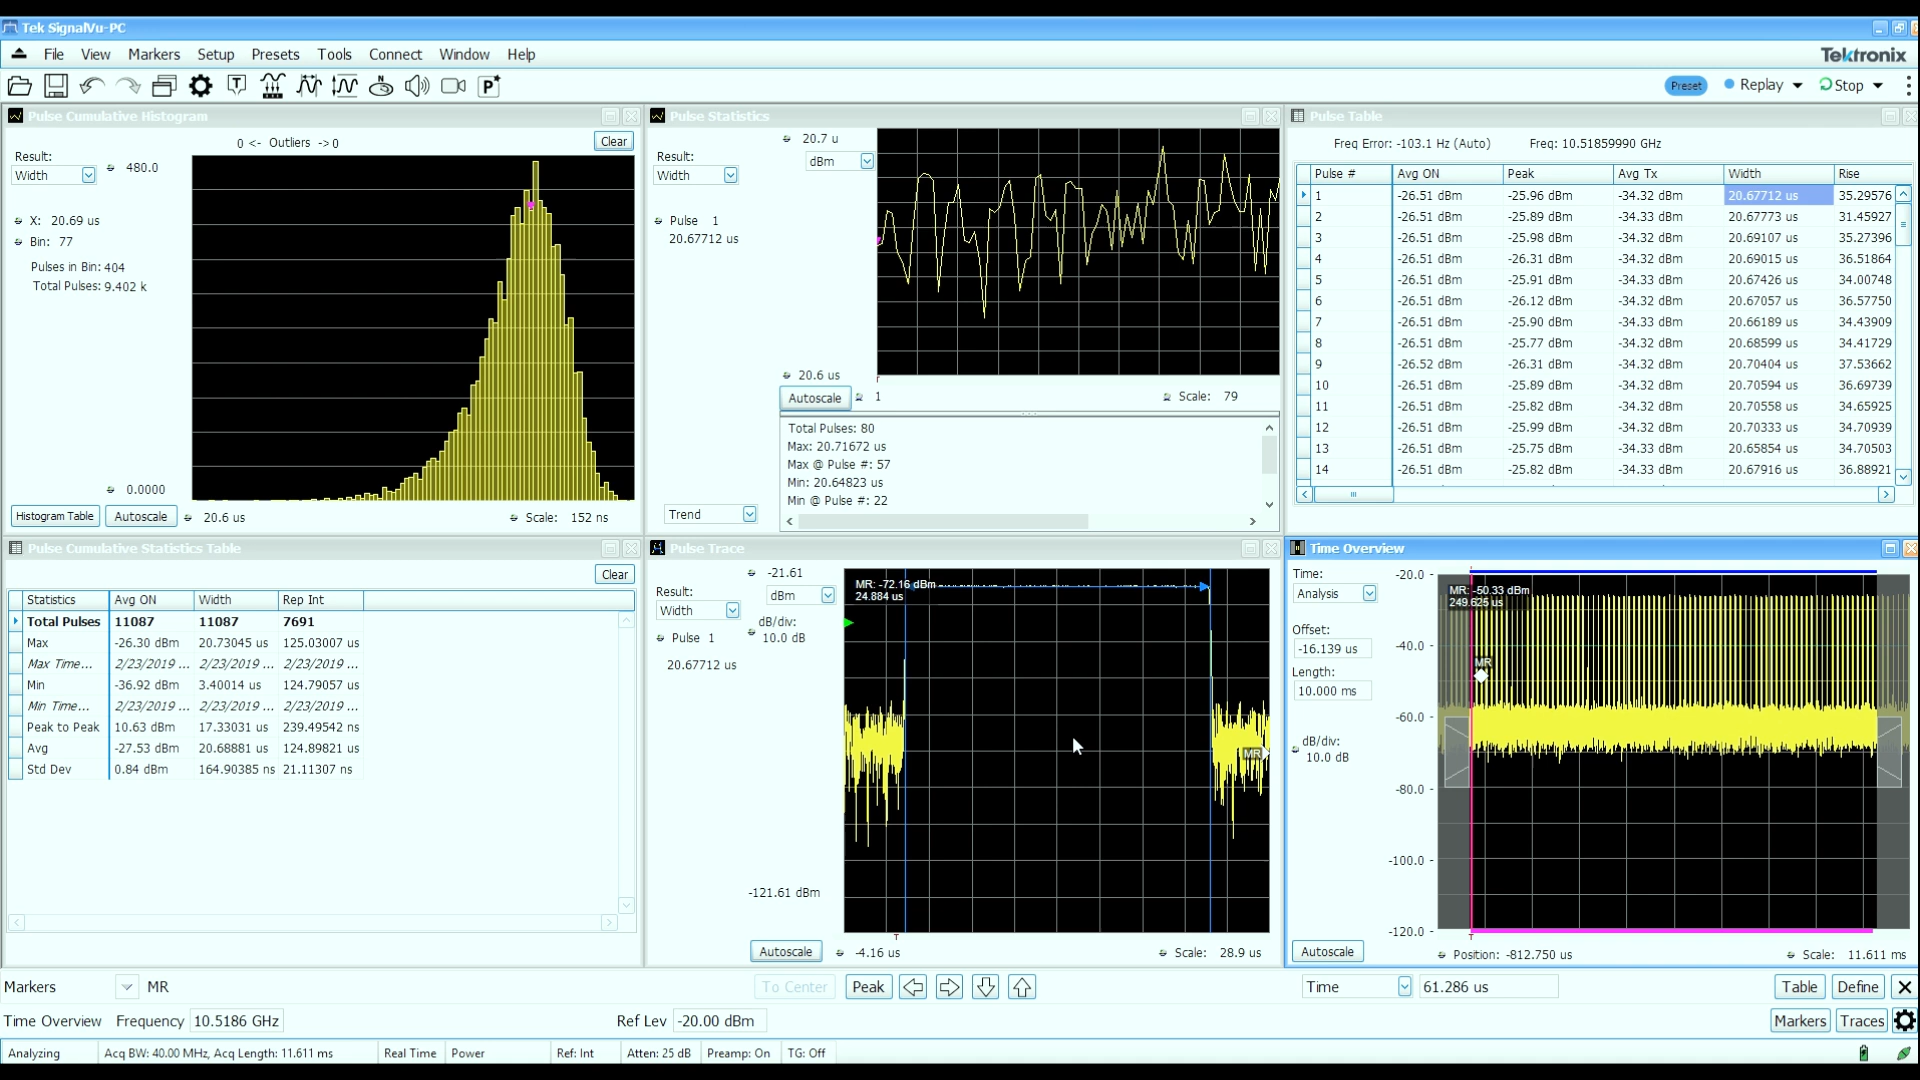 Tek SignalVu-PC
File View Markers Setup Presets Tools Connect Window Help
Tektronix
Preset Replay Stop
Pulse Cumulative Histogram
0 <- Outliers ->0
Clear
Result:
Width
480.0
X: 20.69 us
Bin: 77
Pulses in Bin: 404
Total Pulses: 9.402 k
0.0000
Histogram Table Autoscale 20.6 us Scale: 152 ns
Pulse Statistics
Result:
Width
20.7 u
dBm
Pulse 1
20.67712 us
20.6 us
Autoscale 1 Scale: 79
Total Pulses: 80
Max: 20.71672 us
Max @ Pulse #: 57
Min: 20.64823 us
Min @ Pulse #: 22
Trend
Pulse Table
Freq Error: -103.1 Hz (Auto) Freq: 10.51859990 GHz
Pulse # Avg ON Peak Avg Tx Width Rise
1 -26.51 dBm -25.96 dBm -34.32 dBm 20.67712 us 35.29576
2 -26.51 dBm -25.89 dBm -34.33 dBm 20.67773 us 31.45927
3 -26.51 dBm -25.98 dBm -34.32 dBm 20.69107 us 35.27396
4 -26.51 dBm -26.31 dBm -34.32 dBm 20.69015 us 36.51864
5 -26.51 dBm -25.91 dBm -34.32 dBm 20.67426 us 34.00748
6 -26.51 dBm -26.12 dBm -34.32 dBm 20.67057 us 36.57750
7 -26.51 dBm -25.90 dBm -34.33 dBm 20.66189 us 34.43909
8 -26.51 dBm -25.77 dBm -34.32 dBm 20.68599 us 34.41729
9 -26.52 dBm -26.31 dBm -34.32 dBm 20.70404 us 37.53662
10 -26.51 dBm -25.89 dBm -34.32 dBm 20.70594 us 36.69739
11 -26.51 dBm -25.82 dBm -34.32 dBm 20.70558 us 34.65925
12 -26.51 dBm -25.99 dBm -34.32 dBm 20.70333 us 34.70939
13 -26.51 dBm -25.75 dBm -34.33 dBm 20.65854 us 34.70503
14 -26.51 dBm -25.82 dBm -34.33 dBm 20.67916 us 36.88921
Pulse Cumulative Statistics Table
Clear
Statistics Avg ON Width Rep Int
Total Pulses 11087 11087 7691
Max -26.30 dBm 20.73045 us 125.03007 us
Max Time... 2/23/2019 ... 2/23/2019 ... 2/23/2019 ...
Min -36.92 dBm 3.40014 us 124.79057 us
Min Time... 2/23/2019 ... 2/23/2019 ... 2/23/2019 ...
Peak to Peak 10.63 dBm 17.33031 us 239.49542 ns
Avg -27.53 dBm 20.68881 us 124.89821 us
Std Dev 0.84 dBm 164.90385 ns 21.11307 ns
Pulse Trace
Result:
Width
Pulse 1
20.67712 us
-21.61
dBm
dB/div:
10.0 dB
MR: -72.16 dBm
24.884 us
MR
-121.61 dBm
T
Autoscale -4.16 us Scale: 28.9 us
Time Overview
Time:
Analysis
Offset:
-16.139 us
Length:
10.000 ms
dB/div:
10.0 dB
-20.0
-40.0
-60.0
-80.0
-100.0
-120.0
MR: -50.33 dBm
249.625 us
MR
T
Autoscale Position: -812.750 us Scale: 11.611 ms
Markers MR To Center Peak Time 61.286 us Table Define
Time Overview Frequency 10.5186 GHz Ref Lev -20.00 dBm Markers Traces
Analyzing Acq BW: 40.00 MHz, Acq Length: 11.611 ms Real Time Power Ref: Int Atten: 25 dB Preamp: On TG: Off